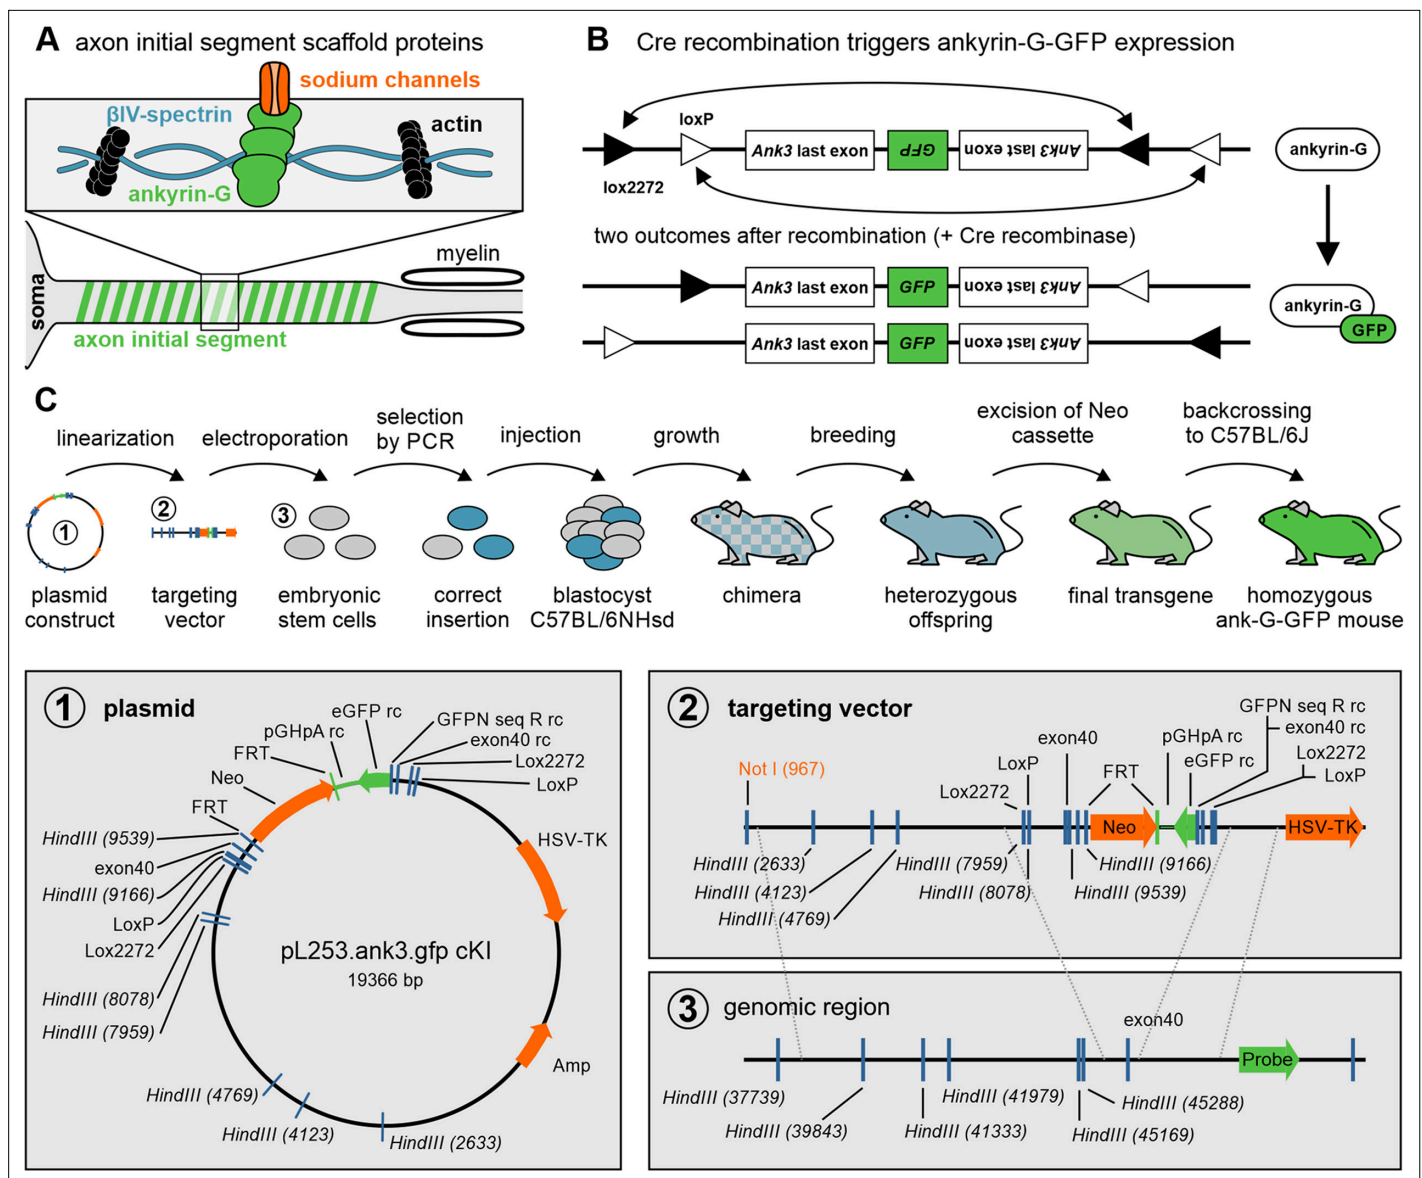 A axon initial segment scaffold proteins
sodium channels
βIV-spectrin
actin
ankyrin-G
soma
myelin
axon initial segment
B Cre recombination triggers ankyrin-G-GFP expression
loxP
lox2272
Ank3 last exon
GFP
Ank3 last exon
ankyrin-G
two outcomes after recombination (+ Cre recombinase)
Ank3 last exon
GFP
Ank3 last exon
Ank3 last exon
GFP
Ank3 last exon
ankyrin-G
GFP
C
linearization
electroporation
selection
by PCR
injection
growth
breeding
excision of Neo
cassette
backcrossing
to C57BL/6J
1
2
3
plasmid
construct
targeting
vector
embryonic
stem cells
correct
insertion
blastocyst
C57BL/6NHsd
chimera
heterozygous
offspring
final transgene
homozygous
ank-G-GFP mouse
1 plasmid
eGFP rc
pGHpA rc
FRT
Neo
FRT
HindIII (9539)
exon40
HindIII (9166)
LoxP
Lox2272
HindIII (8078)
HindIII (7959)
HindIII (4769)
HindIII (4123)
HindIII (2633)
GFPN seq R rc
exon40 rc
Lox2272
LoxP
HSV-TK
Amp
pL253.ank3.gfp cKI
19366 bp
2 targeting vector
Not I (967)
Lox2272
LoxP
exon40
FRT
pGHpA rc
eGFP rc
GFPN seq R rc
exon40 rc
Lox2272
LoxP
Neo
HSV-TK
HindIII (2633)
HindIII (4123)
HindIII (4769)
HindIII (7959)
HindIII (8078)
HindIII (9166)
HindIII (9539)
3 genomic region
exon40
Probe
HindIII (37739)
HindIII (39843)
HindIII (41333)
HindIII (41979)
HindIII (45169)
HindIII (45288)